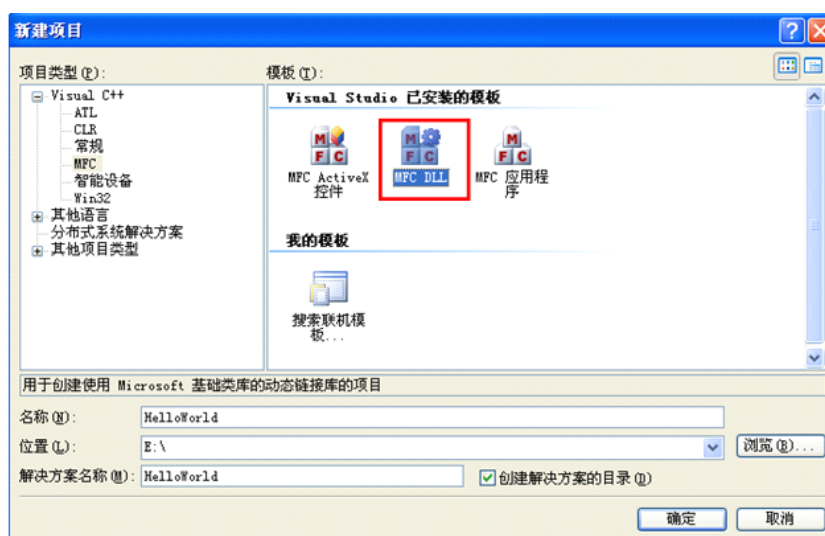 新建项目
项目类型(P):
模板(T):
Visual C++
ATL
CLR
常规
MFC
智能设备
Win32
其他语言
分布式系统解决方案
其他项目类型
Visual Studio 已安装的模板
MFC ActiveX
控件
MFC DLL
MFC 应用程
序
我的模板
搜索联机模
板...
用于创建使用 Microsoft 基础类库的动态链接库的项目
名称(N):
HelloWorld
位置(L):
E:\
浏览(B)...
解决方案名称(M):
HelloWorld
创建解决方案的目录(D)
确定
取消